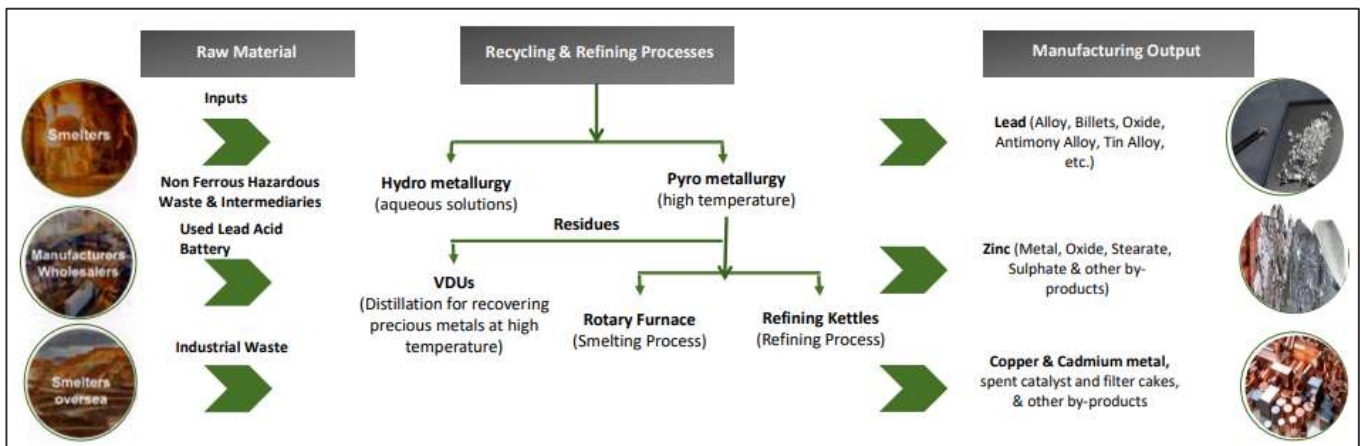 Raw Material
Recycling & Refining Processes
Manufacturing Output
Smelters
Inputs
Non Ferrous Hazardous
Waste & Intermediaries
Manufacturers
Wholesalers
Used Lead Acid
Battery
Smelters
oversea
Industrial Waste
Hydro metallurgy
(aqueous solutions)
Pyro metallurgy
(high temperature)
Residues
VDUs
(Distillation for recovering
precious metals at high
temperature)
Rotary Furnace
(Smelting Process)
Refining Kettles
(Refining Process)
Lead (Alloy, Billets, Oxide,
Antimony Alloy, Tin Alloy,
etc.)
Zinc (Metal, Oxide, Stearate,
Sulphate & other by-
products)
Copper & Cadmium metal,
spent catalyst and filter cakes,
& other by-products